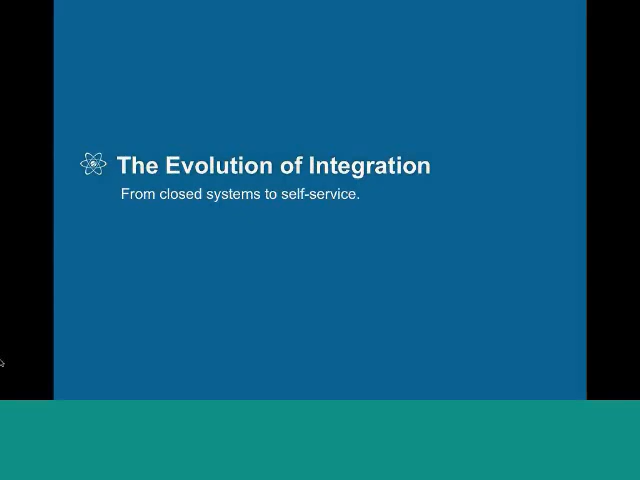 The Evolution of Integration
From closed systems to self-service.